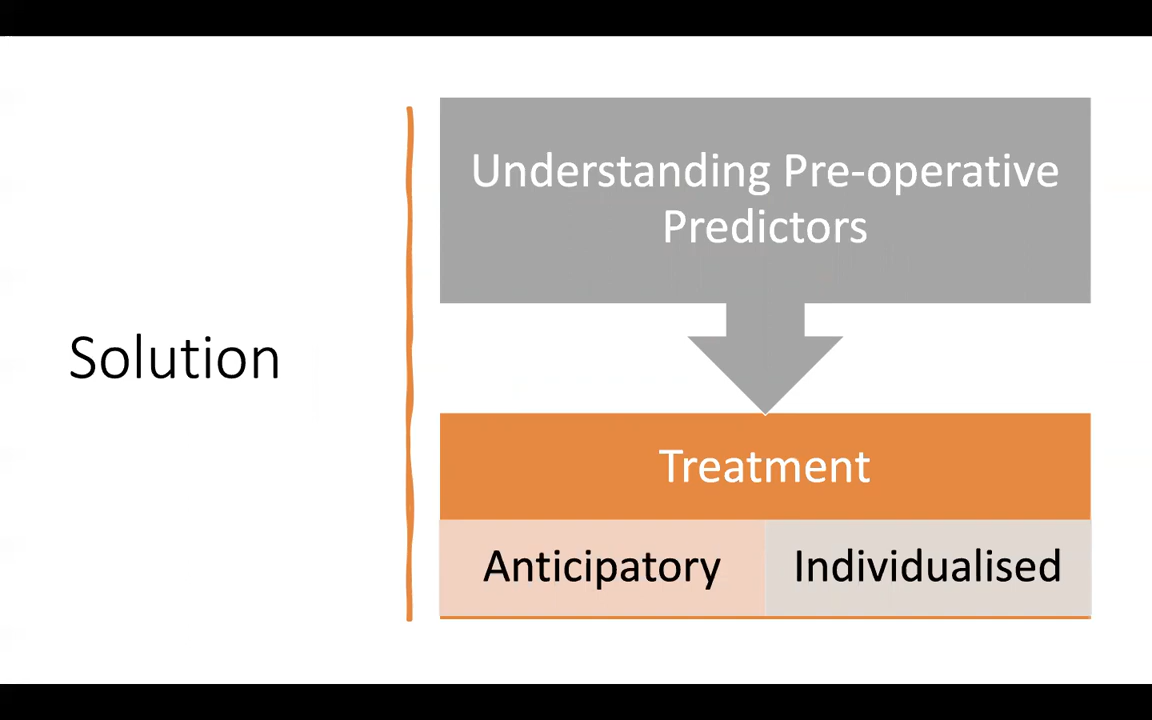 Solution
Understanding Pre-operative
Predictors
Treatment
Anticipatory
Individualised